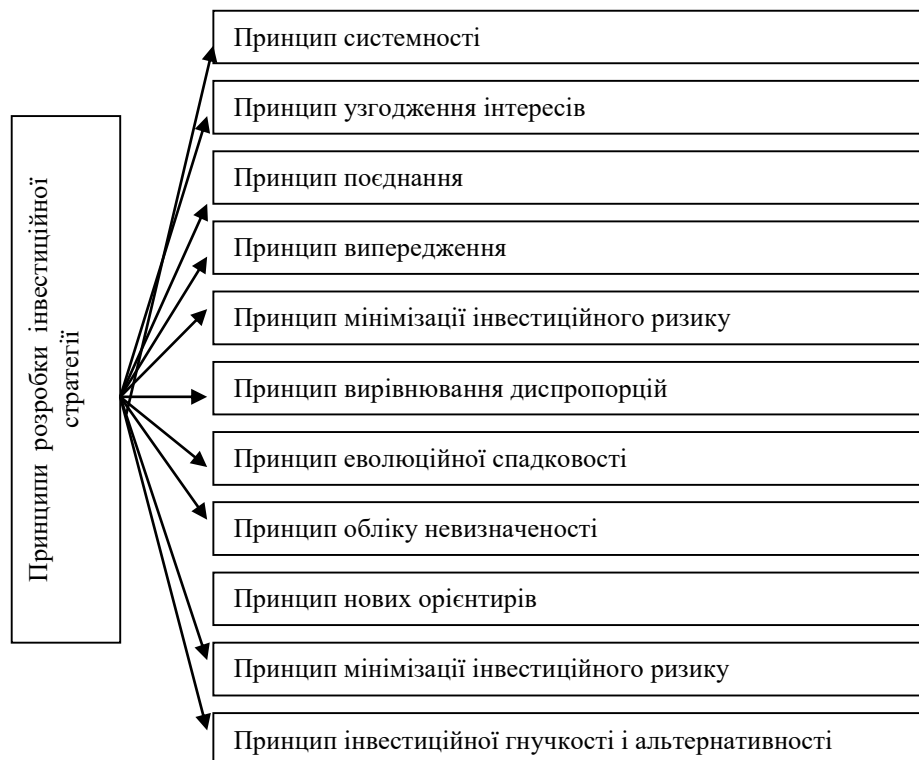 Принципи розробки інвестиційної
стратегії
Принцип системності
Принцип узгодження інтересів
Принцип поєднання
Принцип випередження
Принцип мінімізації інвестиційного ризику
Принцип вирівнювання диспропорцій
Принцип еволюційної спадковості
Принцип обліку невизначеності
Принцип нових орієнтирів
Принцип мінімізації інвестиційного ризику
Принцип інвестиційної гнучкості і альтернативності